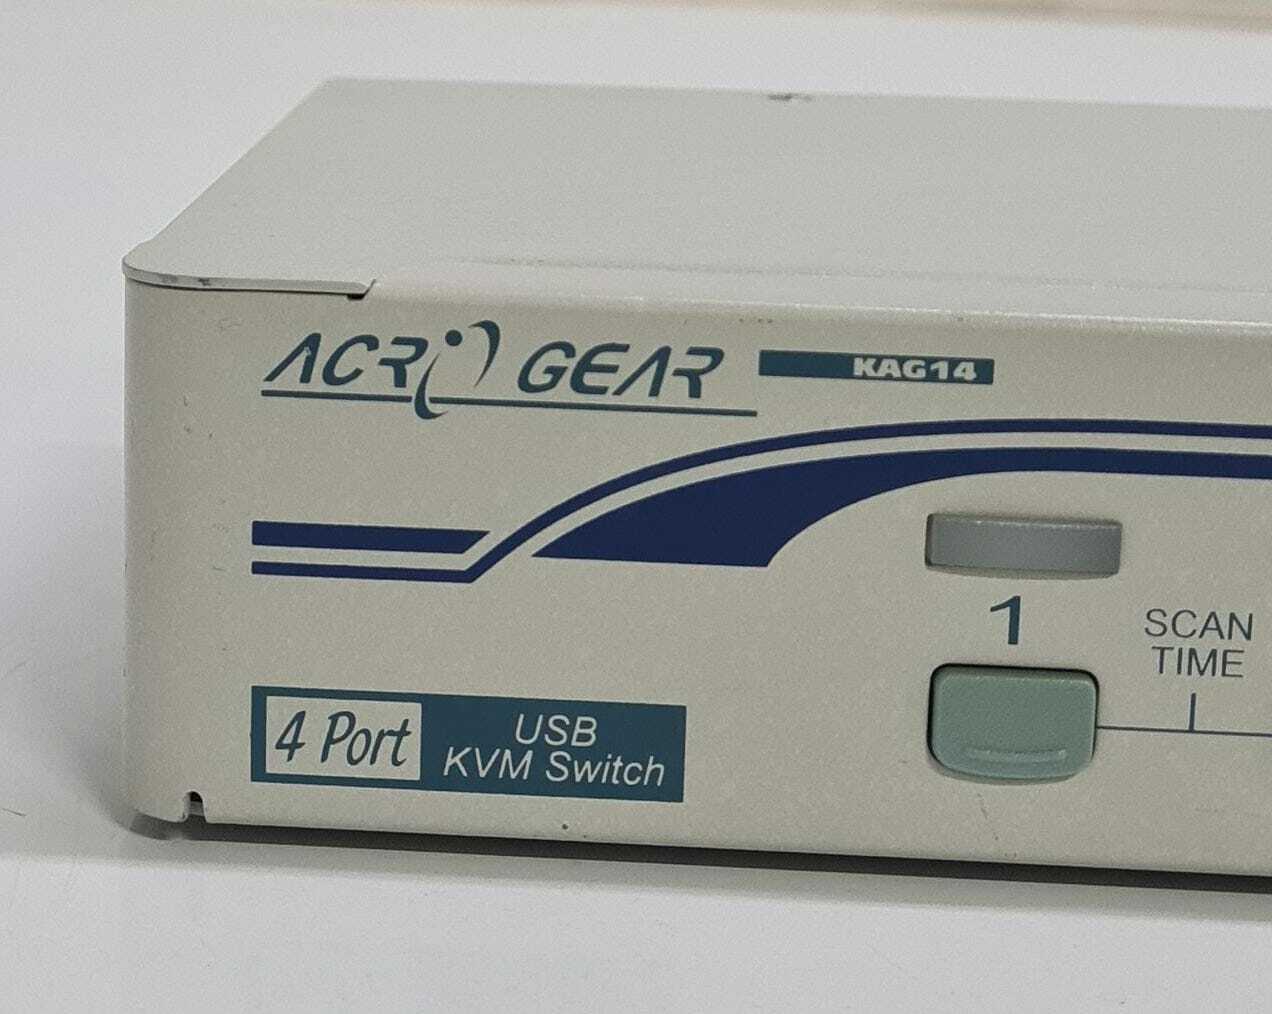 ACRO GEAR KAG14
1
SCAN
TIME
4 Port
USB
KVM Switch